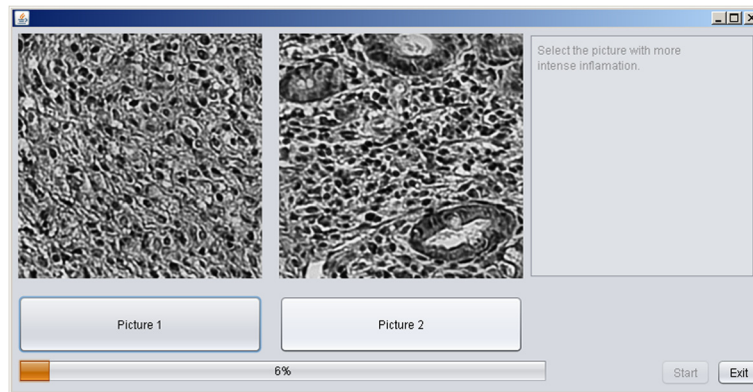 Select the picture with more
intense inflamation.
Picture 1
Picture 2
6%
Start
Exit